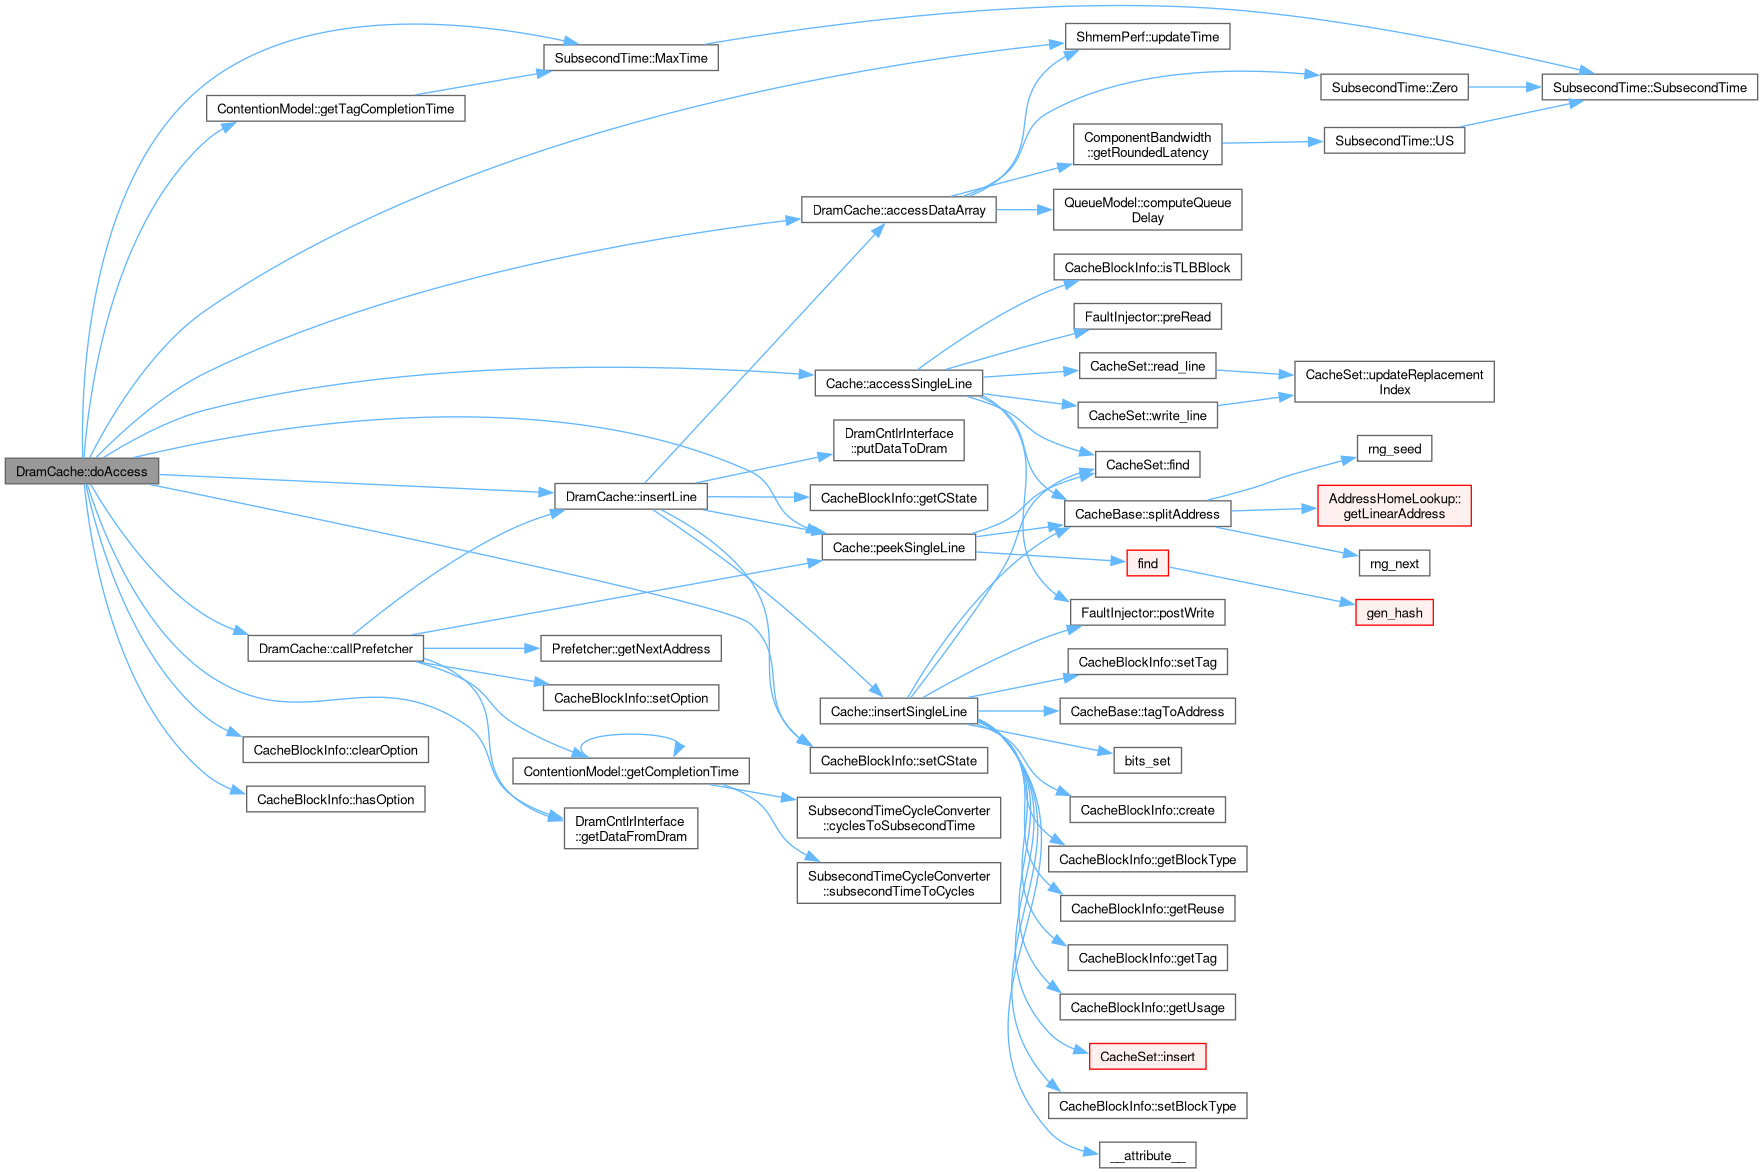 DramCache::doAccess
SubsecondTime::MaxTime
ContentionModel::getTagCompletionTime
ShmemPerf::updateTime
SubsecondTime::Zero
SubsecondTime::SubsecondTime
ComponentBandwidth
::getRoundedLatency
SubsecondTime::US
DramCache::accessDataArray
QueueModel::computeQueue
Delay
CacheBlockInfo::isTLBBlock
FaultInjector::preRead
Cache::accessSingleLine
CacheSet::read_line
CacheSet::updateReplacement
Index
CacheSet::write_line
DramCntlrInterface
::putDataToDram
CacheSet::find
rng_seed
DramCache::insertLine
CacheBlockInfo::getCState
CacheBase::splitAddress
AddressHomeLookup::
getLinearAddress
Cache::peekSingleLine
find
rng_next
gen_hash
FaultInjector::postWrite
DramCache::callPrefetcher
Prefetcher::getNextAddress
CacheBlockInfo::setTag
CacheBlockInfo::setOption
Cache::insertSingleLine
CacheBase::tagToAddress
CacheBlockInfo::clearOption
ContentionModel::getCompletionTime
CacheBlockInfo::setCState
bits_set
CacheBlockInfo::hasOption
DramCntlrInterface
::getDataFromDram
SubsecondTimeCycleConverter
::cyclesToSubsecondTime
CacheBlockInfo::create
SubsecondTimeCycleConverter
::subsecondTimeToCycles
CacheBlockInfo::getBlockType
CacheBlockInfo::getReuse
CacheBlockInfo::getTag
CacheBlockInfo::getUsage
CacheSet::insert
CacheBlockInfo::setBlockType
__attribute__